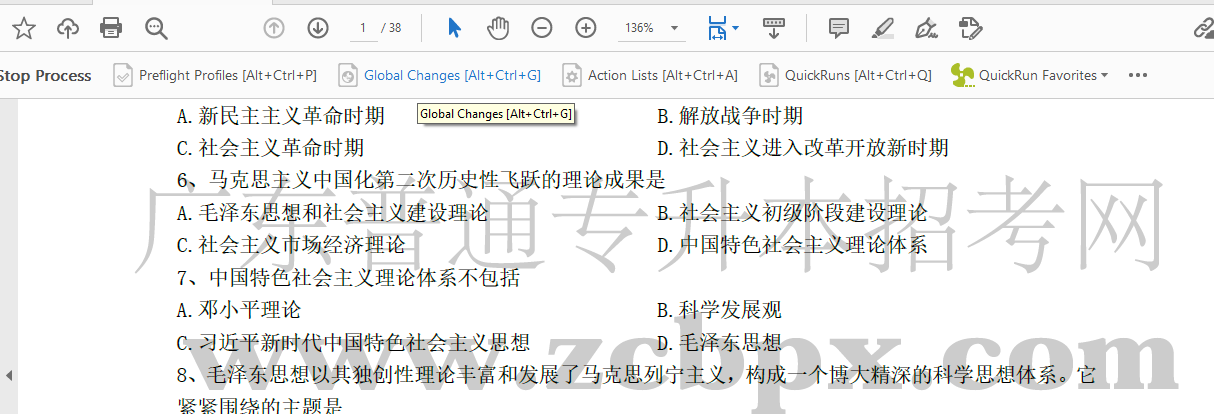 1 / 38 136%
Stop Process Preflight Profiles [Alt+Ctrl+P] Global Changes [Alt+Ctrl+G] Action Lists [Alt+Ctrl+A] QuickRuns [Alt+Ctrl+Q] QuickRun Favorites
Global Changes [Alt+Ctrl+G]
A. 新民主主义革命时期 B. 解放战争时期
C. 社会主义革命时期 D. 社会主义进入改革开放新时期
6、马克思主义中国化第二次历史性飞跃的理论成果是
A. 毛泽东思想和社会主义建设理论 B. 社会主义初级阶段建设理论
广东普通专升本招考网
C. 社会主义市场经济理论 D. 中国特色社会主义理论体系
7、中国特色社会主义理论体系不包括
A. 邓小平理论 B. 科学发展观
C. 习近平新时代中国特色社会主义思想 D. 毛泽东思想
www.zcbpx.com
8、毛泽东思想以其独创性理论丰富和发展了马克思列宁主义，构成一个博大精深的科学思想体系。它
紧紧围绕的主题是